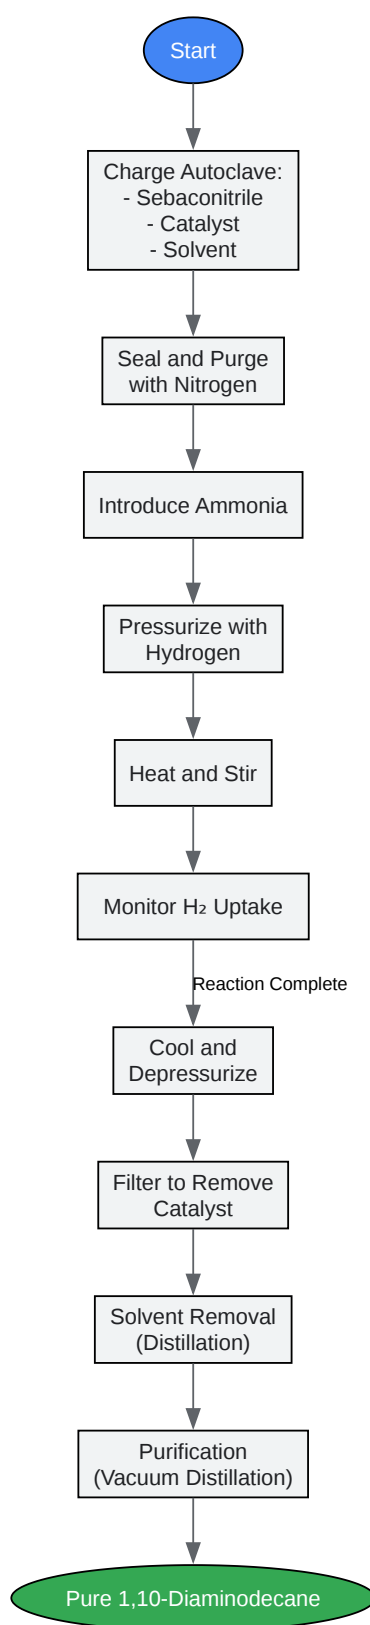 Start
Charge Autoclave:
- Sebaconitrile
- Catalyst
- Solvent
Seal and Purge
with Nitrogen
Introduce Ammonia
Pressurize with
Hydrogen
Heat and Stir
Monitor H₂ Uptake
Reaction Complete
Cool and
Depressurize
Filter to Remove
Catalyst
Solvent Removal
(Distillation)
Purification
(Vacuum Distillation)
Pure 1,10-Diaminodecane